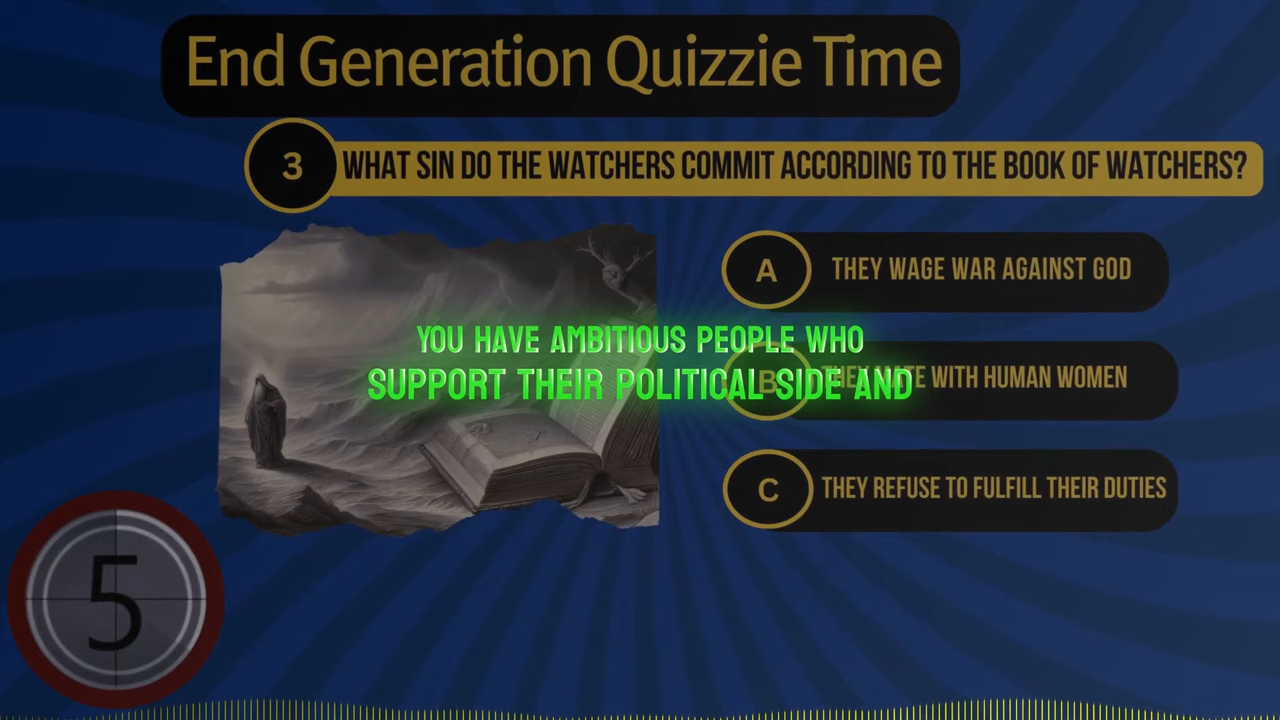 End Generation Quizzie Time
3
WHAT SIN DO THE WATCHERS COMMIT ACCORDING TO THE BOOK OF WATCHERS?
A
THEY WAGE WAR AGAINST GOD
YOU HAVE AMBITIOUS PEOPLE WHO
SUPPORT THEIR POLITICAL SIDE AND
B
THEY MATE WITH HUMAN WOMEN
C
THEY REFUSE TO FULFILL THEIR DUTIES
5